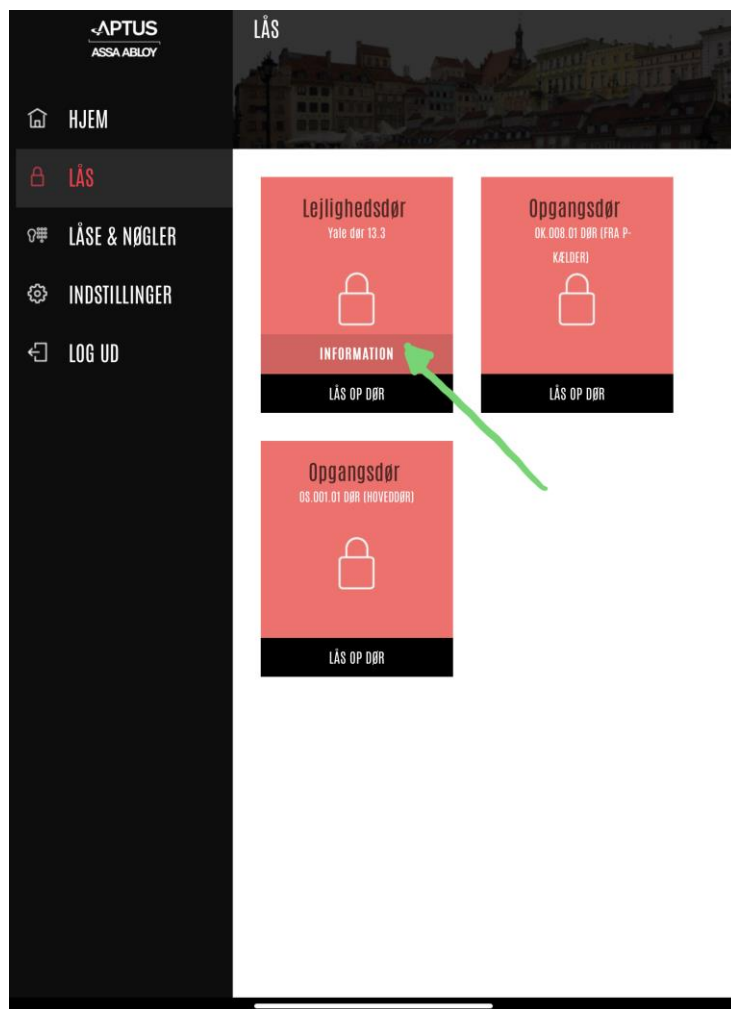 APTUS
ASSA ABLOY
HJEM
LÅS
LÅSE & NØGLER
INDSTILLINGER
LOG UD
LÅS
Lejlighedsdør
Yale dør 13.3
INFORMATION
LÅS OP DØR
Opgangsdør
OK.008.01 DØR (FRA P-
KÆLDER)
LÅS OP DØR
Opgangsdør
OS.001.01 DØR (HOVEDDØR)
LÅS OP DØR